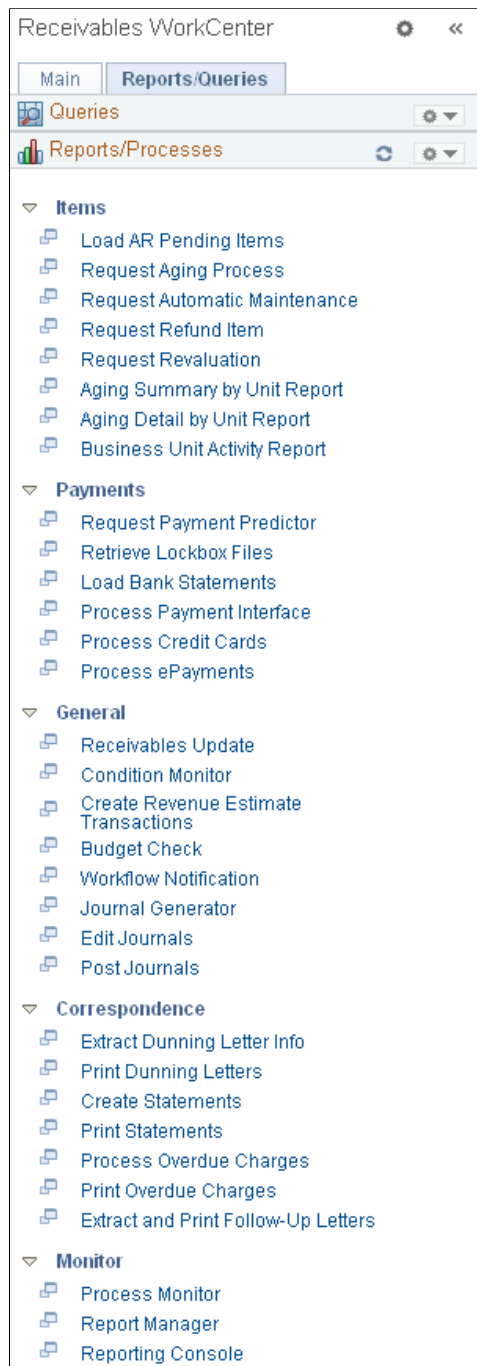 Receivables WorkCenter
Main
Reports/Queries
Queries
Reports/Processes
Items
Load AR Pending Items
Request Aging Process
Request Automatic Maintenance
Request Refund Item
Request Revaluation
Aging Summary by Unit Report
Aging Detail by Unit Report
Business Unit Activity Report
Payments
Request Payment Predictor
Retrieve Lockbox Files
Load Bank Statements
Process Payment Interface
Process Credit Cards
Process ePayments
General
Receivables Update
Condition Monitor
Create Revenue Estimate
Transactions
Budget Check
Workflow Notification
Journal Generator
Edit Journals
Post Journals
Correspondence
Extract Dunning Letter Info
Print Dunning Letters
Create Statements
Print Statements
Process Overdue Charges
Print Overdue Charges
Extract and Print Follow-Up Letters
Monitor
Process Monitor
Report Manager
Reporting Console